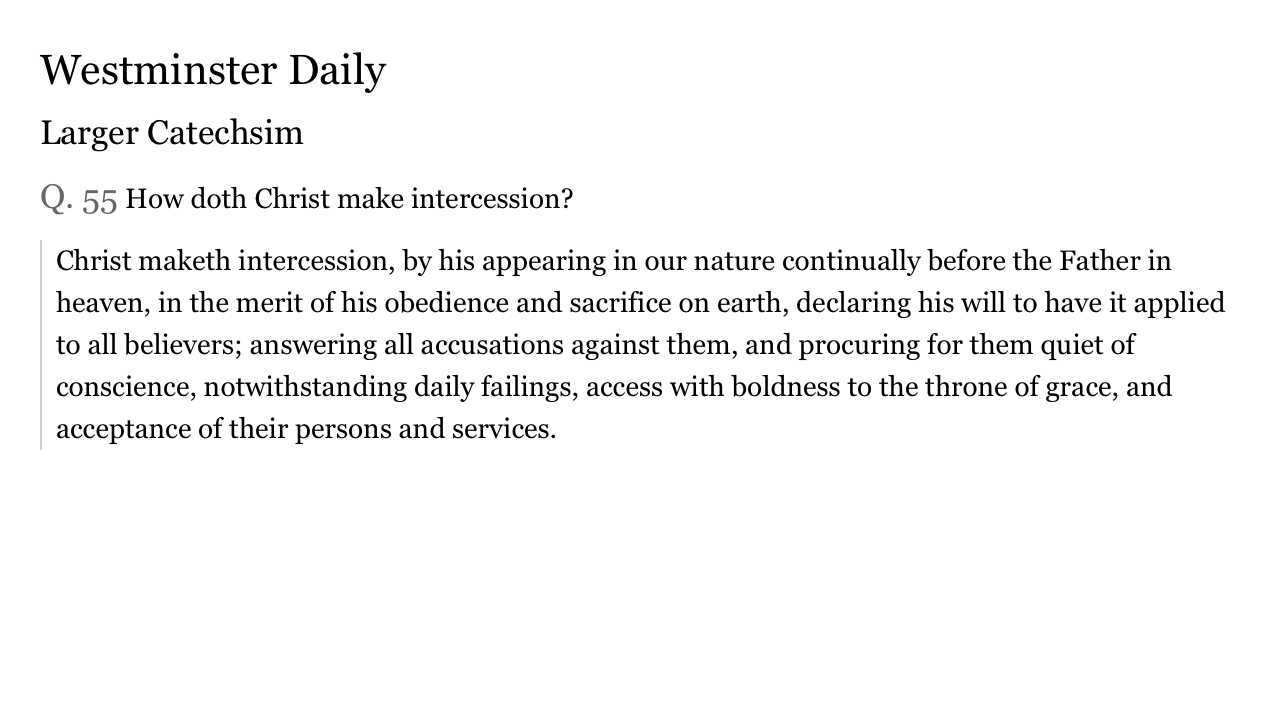 Westminster Daily
Larger Catechsim
Q. 55 How doth Christ make intercession?
Christ maketh intercession, by his appearing in our nature continually before the Father in
heaven, in the merit of his obedience and sacrifice on earth, declaring his will to have it applied
to all believers; answering all accusations against them, and procuring for them quiet of
conscience, notwithstanding daily failings, access with boldness to the throne of grace, and
acceptance of their persons and services.